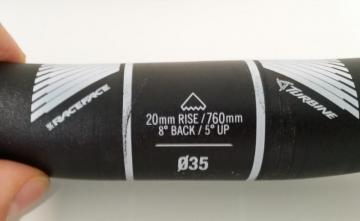 RACEFACE
TURBINE
20mm RISE / 760mm
8° BACK / 5° UP
Ø35